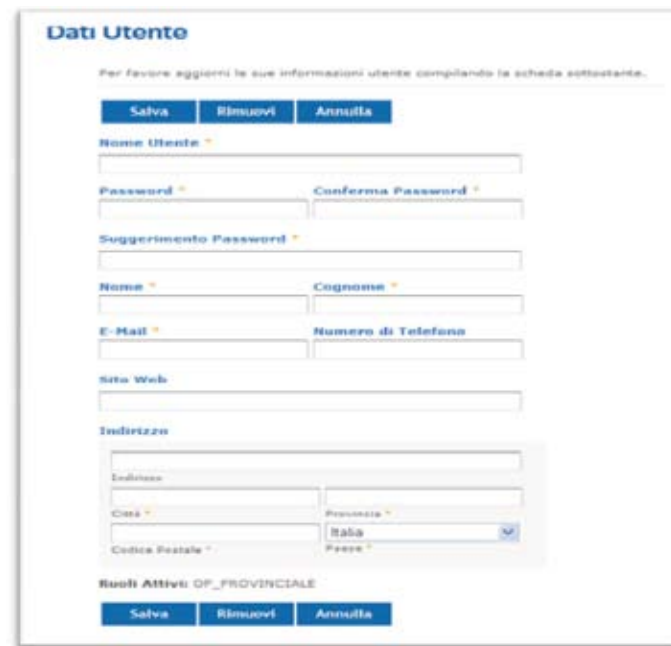 Dati Utente
Per favore aggiorni le sue informazioni utente compilando la scheda sottostante.
Salva Rimuovi Annulla
Nome Utente *
Password * Conferma Password *
Suggerimento Password *
Nome * Cognome *
E-Mail * Numero di Telefono
Sito Web
Indirizzo
Indirizzo
Città * Provincia *
Italia
Codice Postale * Paese *
Ruoli Attivi: OP_PROVINCIALE
Salva Rimuovi Annulla